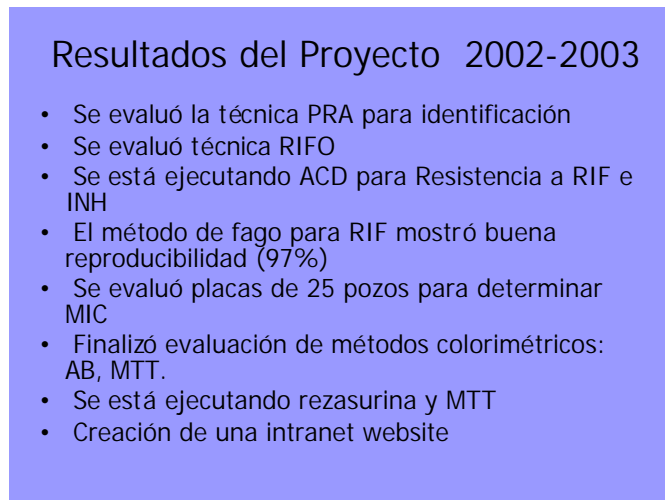 Resultados del Proyecto 2002-2003
• Se evaluó la técnica PRA para identificación
• Se evaluó técnica RIFO
• Se está ejecutando ACD para Resistencia a RIF e
INH
• El método de fago para RIF mostró buena
reproducibilidad (97%)
• Se evaluó placas de 25 pozos para determinar
MIC
• Finalizó evaluación de métodos colorimétricos:
AB, MTT.
• Se está ejecutando rezasurina y MTT
• Creación de una intranet website